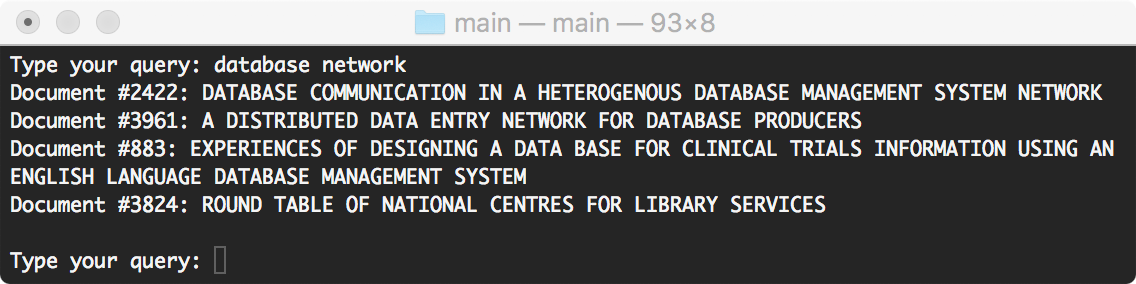 main — main — 93×8
Type your query: database network
Document #2422: DATABASE COMMUNICATION IN A HETEROGENOUS DATABASE MANAGEMENT SYSTEM NETWORK
Document #3961: A DISTRIBUTED DATA ENTRY NETWORK FOR DATABASE PRODUCERS
Document #883: EXPERIENCES OF DESIGNING A DATA BASE FOR CLINICAL TRIALS INFORMATION USING AN
ENGLISH LANGUAGE DATABASE MANAGEMENT SYSTEM
Document #3824: ROUND TABLE OF NATIONAL CENTRES FOR LIBRARY SERVICES
Type your query: